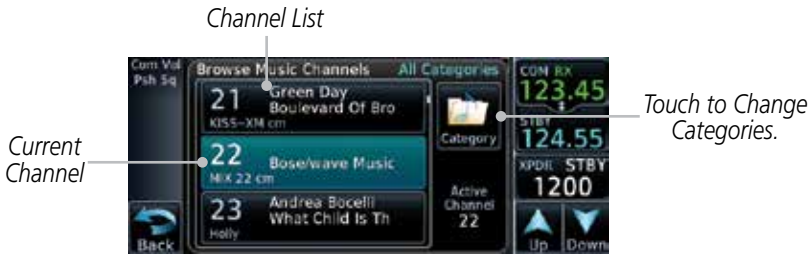 Channel List
Com Vol
Psh Sq
Browse Music Channels
All Categories
21
Green Day
Boulevard Of Bro
KISS-XM cm
Current
Channel
22
Bose/wave Music
MIX 22 cm
23
Andrea Bocelli
What Child Is Th
Holly
Back
Category
Active
Channel
22
COM RX
123.45
STBY
124.55
XPDR STBY
1200
Up
Down
Touch to Change
Categories.